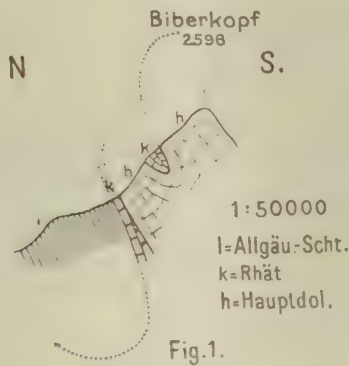 Biberkopf
2598
N
S.
h
k
h
k
1:50000
l=Allgäu-Scht.
k=Rhät
h=Hauptdol.
Fig.1.